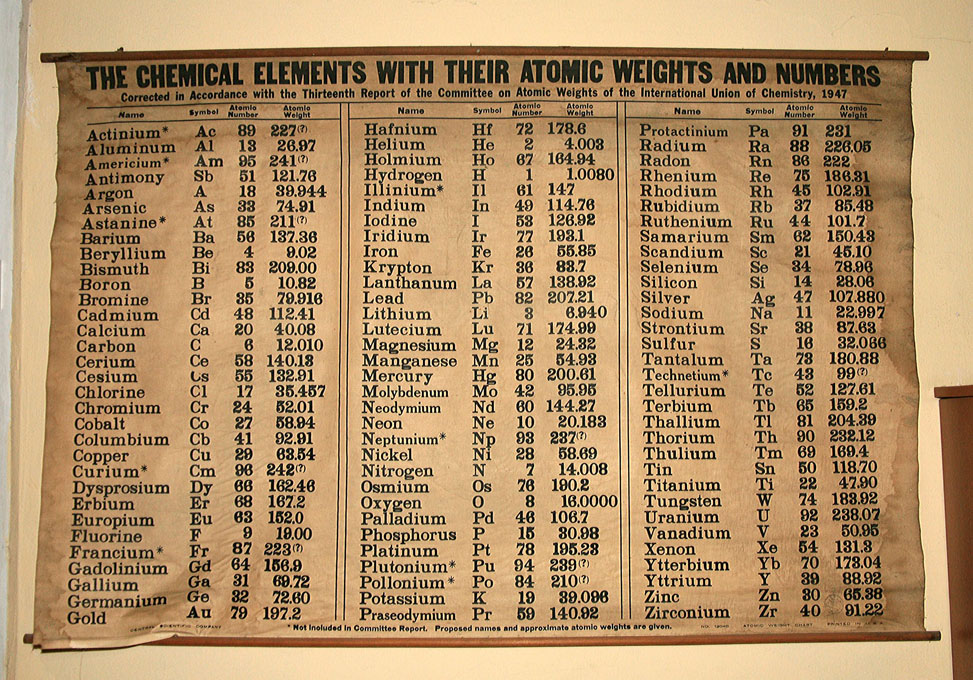 THE CHEMICAL ELEMENTS WITH THEIR ATOMIC WEIGHTS AND NUMBERS
Corrected in Accordance with the Thirteenth Report of the Committee on Atomic Weights of the International Union of Chemistry, 1947
Name Symbol Atomic Number Atomic Weight
Actinium* Ac 89 227(?)
Aluminum Al 13 26.97
Americium* Am 95 241(?)
Antimony Sb 51 121.76
Argon A 18 39.944
Arsenic As 33 74.91
Astanine* At 85 211(?)
Barium Ba 56 137.36
Beryllium Be 4 9.02
Bismuth Bi 83 209.00
Boron B 5 10.82
Bromine Br 35 79.916
Cadmium Cd 48 112.41
Calcium Ca 20 40.08
Carbon C 6 12.010
Cerium Ce 58 140.13
Cesium Cs 55 132.91
Chlorine Cl 17 35.457
Chromium Cr 24 52.01
Cobalt Co 27 58.94
Columbium Cb 41 92.91
Copper Cu 29 63.54
Curium* Cm 96 242(?)
Dysprosium Dy 66 162.46
Erbium Er 68 167.2
Europium Eu 63 152.0
Fluorine F 9 19.00
Francium* Fr 87 223(?)
Gadolinium Gd 64 156.9
Gallium Ga 31 69.72
Germanium Ge 32 72.60
Gold Au 79 197.2
Name Symbol Atomic Number Atomic Weight
Hafnium Hf 72 178.6
Helium He 2 4.003
Holmium Ho 67 164.94
Hydrogen H 1 1.0080
Illinium* Il 61 147
Indium In 49 114.76
Iodine I 53 126.92
Iridium Ir 77 193.1
Iron Fe 26 55.85
Krypton Kr 36 83.7
Lanthanum La 57 138.92
Lead Pb 82 207.21
Lithium Li 3 6.940
Lutecium Lu 71 174.99
Magnesium Mg 12 24.32
Manganese Mn 25 54.93
Mercury Hg 80 200.61
Molybdenum Mo 42 95.95
Neodymium Nd 60 144.27
Neon Ne 10 20.183
Neptunium* Np 93 237(?)
Nickel Ni 28 58.69
Nitrogen N 7 14.008
Osmium Os 76 190.2
Oxygen O 8 16.0000
Palladium Pd 46 106.7
Phosphorus P 15 30.98
Platinum Pt 78 195.23
Plutonium* Pu 94 239(?)
Pollonium* Po 84 210(?)
Potassium K 19 39.096
Praseodymium Pr 59 140.92
Name Symbol Atomic Number Atomic Weight
Protactinium Pa 91 231
Radium Ra 88 226.05
Radon Rn 86 222
Rhenium Re 75 186.31
Rhodium Rh 45 102.91
Rubidium Rb 37 85.48
Ruthenium Ru 44 101.7
Samarium Sm 62 150.43
Scandium Sc 21 45.10
Selenium Se 34 78.96
Silicon Si 14 28.06
Silver Ag 47 107.880
Sodium Na 11 22.997
Strontium Sr 38 87.63
Sulfur S 16 32.066
Tantalum Ta 73 180.88
Technetium* Tc 43 99(?)
Tellurium Te 52 127.61
Terbium Tb 65 159.2
Thallium Tl 81 204.39
Thorium Th 90 232.12
Thulium Tm 69 169.4
Tin Sn 50 118.70
Titanium Ti 22 47.90
Tungsten W 74 183.92
Uranium U 92 238.07
Vanadium V 23 50.95
Xenon Xe 54 131.3
Ytterbium Yb 70 173.04
Yttrium Y 39 88.92
Zinc Zn 30 65.38
Zirconium Zr 40 91.22
CENTRAL SCIENTIFIC COMPANY
* Not Included in Committee Report. Proposed names and approximate atomic weights are given.
ATOMIC WEIGHT CHART
PRINTED IN